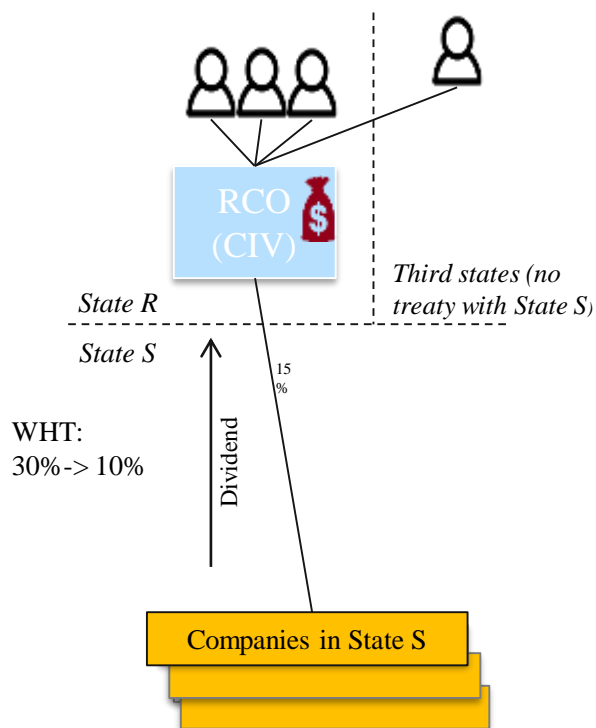 RCO
(CIV)
$
State R
Third states (no
treaty with State S)
State S
15
%
WHT:
30%-> 10%
Dividend
Companies in State S